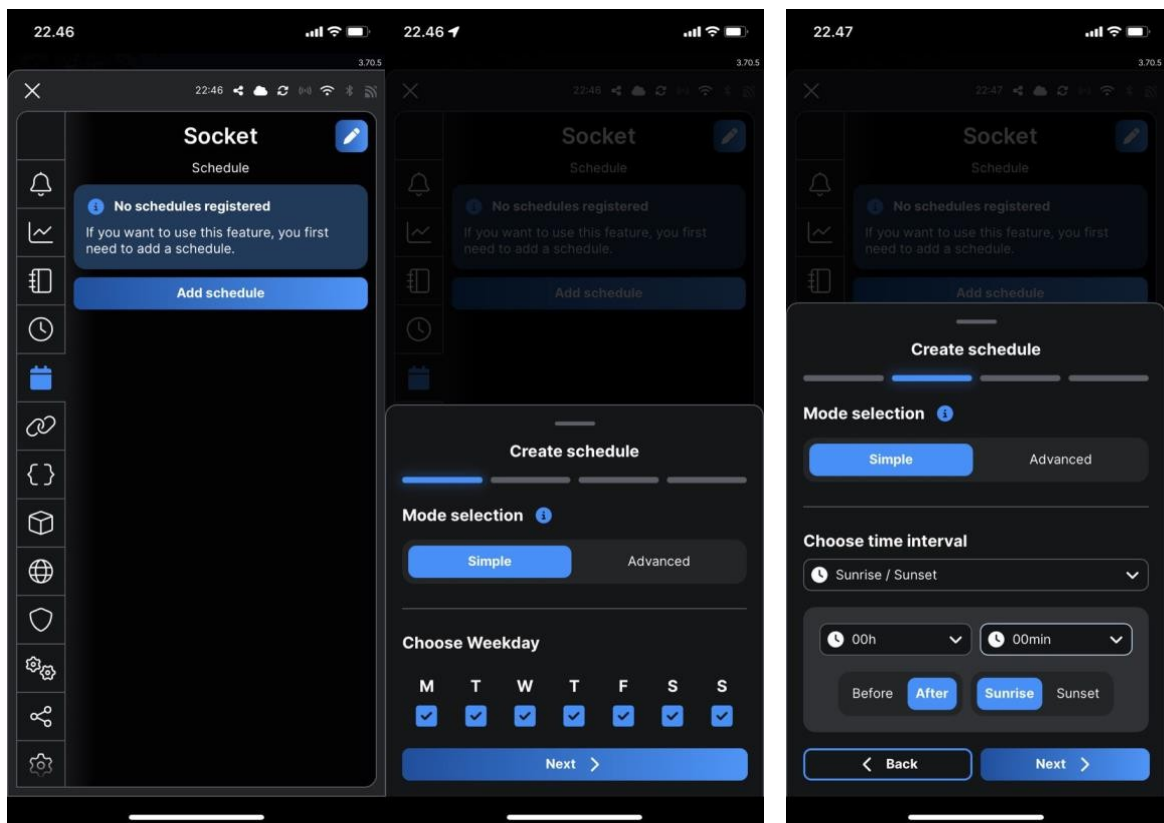 22.46
3.70.5
22:46
Socket
Schedule
No schedules registered
If you want to use this feature, you first
need to add a schedule.
Add schedule
22.46
3.70.5
22:46
Socket
Schedule
No schedules registered
If you want to use this feature, you first
need to add a schedule.
Add schedule
Create schedule
Mode selection
Simple Advanced
Choose Weekday
M T W T F S S
Next
22.47
3.70.5
22:47
Socket
Schedule
No schedules registered
If you want to use this feature, you first
need to add a schedule.
Add schedule
Create schedule
Mode selection
Simple Advanced
Choose time interval
Sunrise / Sunset
00h 00min
Before After Sunrise Sunset
Back Next